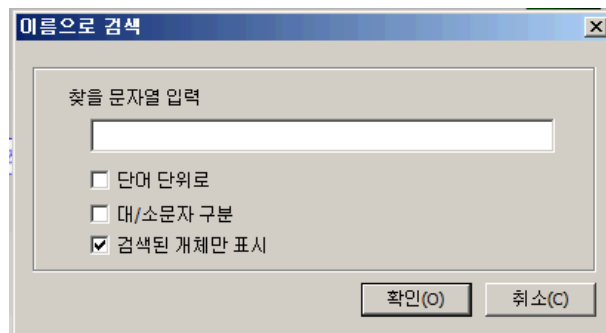 이름으로 검색
찾을 문자열 입력
단어 단위로
대/소문자 구분
검색된 개체만 표시
확인(O) 취소(C)